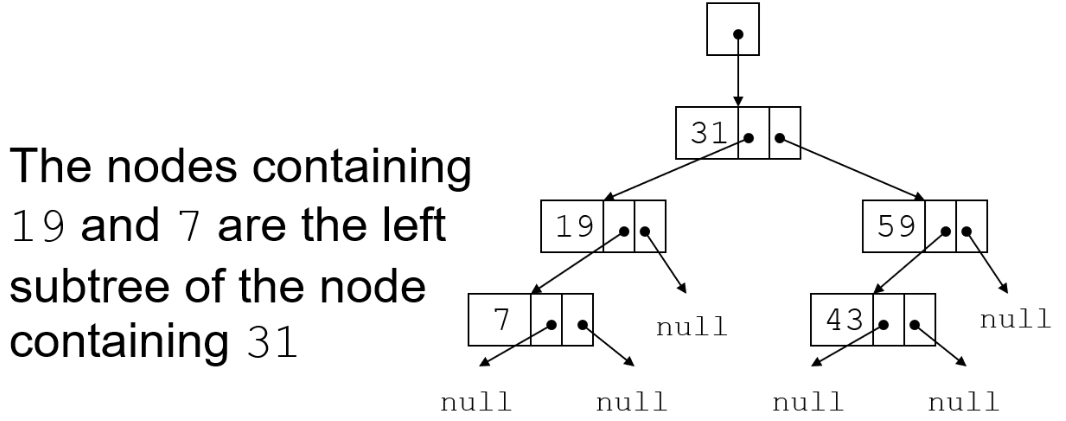 The nodes containing
19 and 7 are the left
subtree of the node
containing 31
31
19
59
7
null
43
null
null
null
null
null